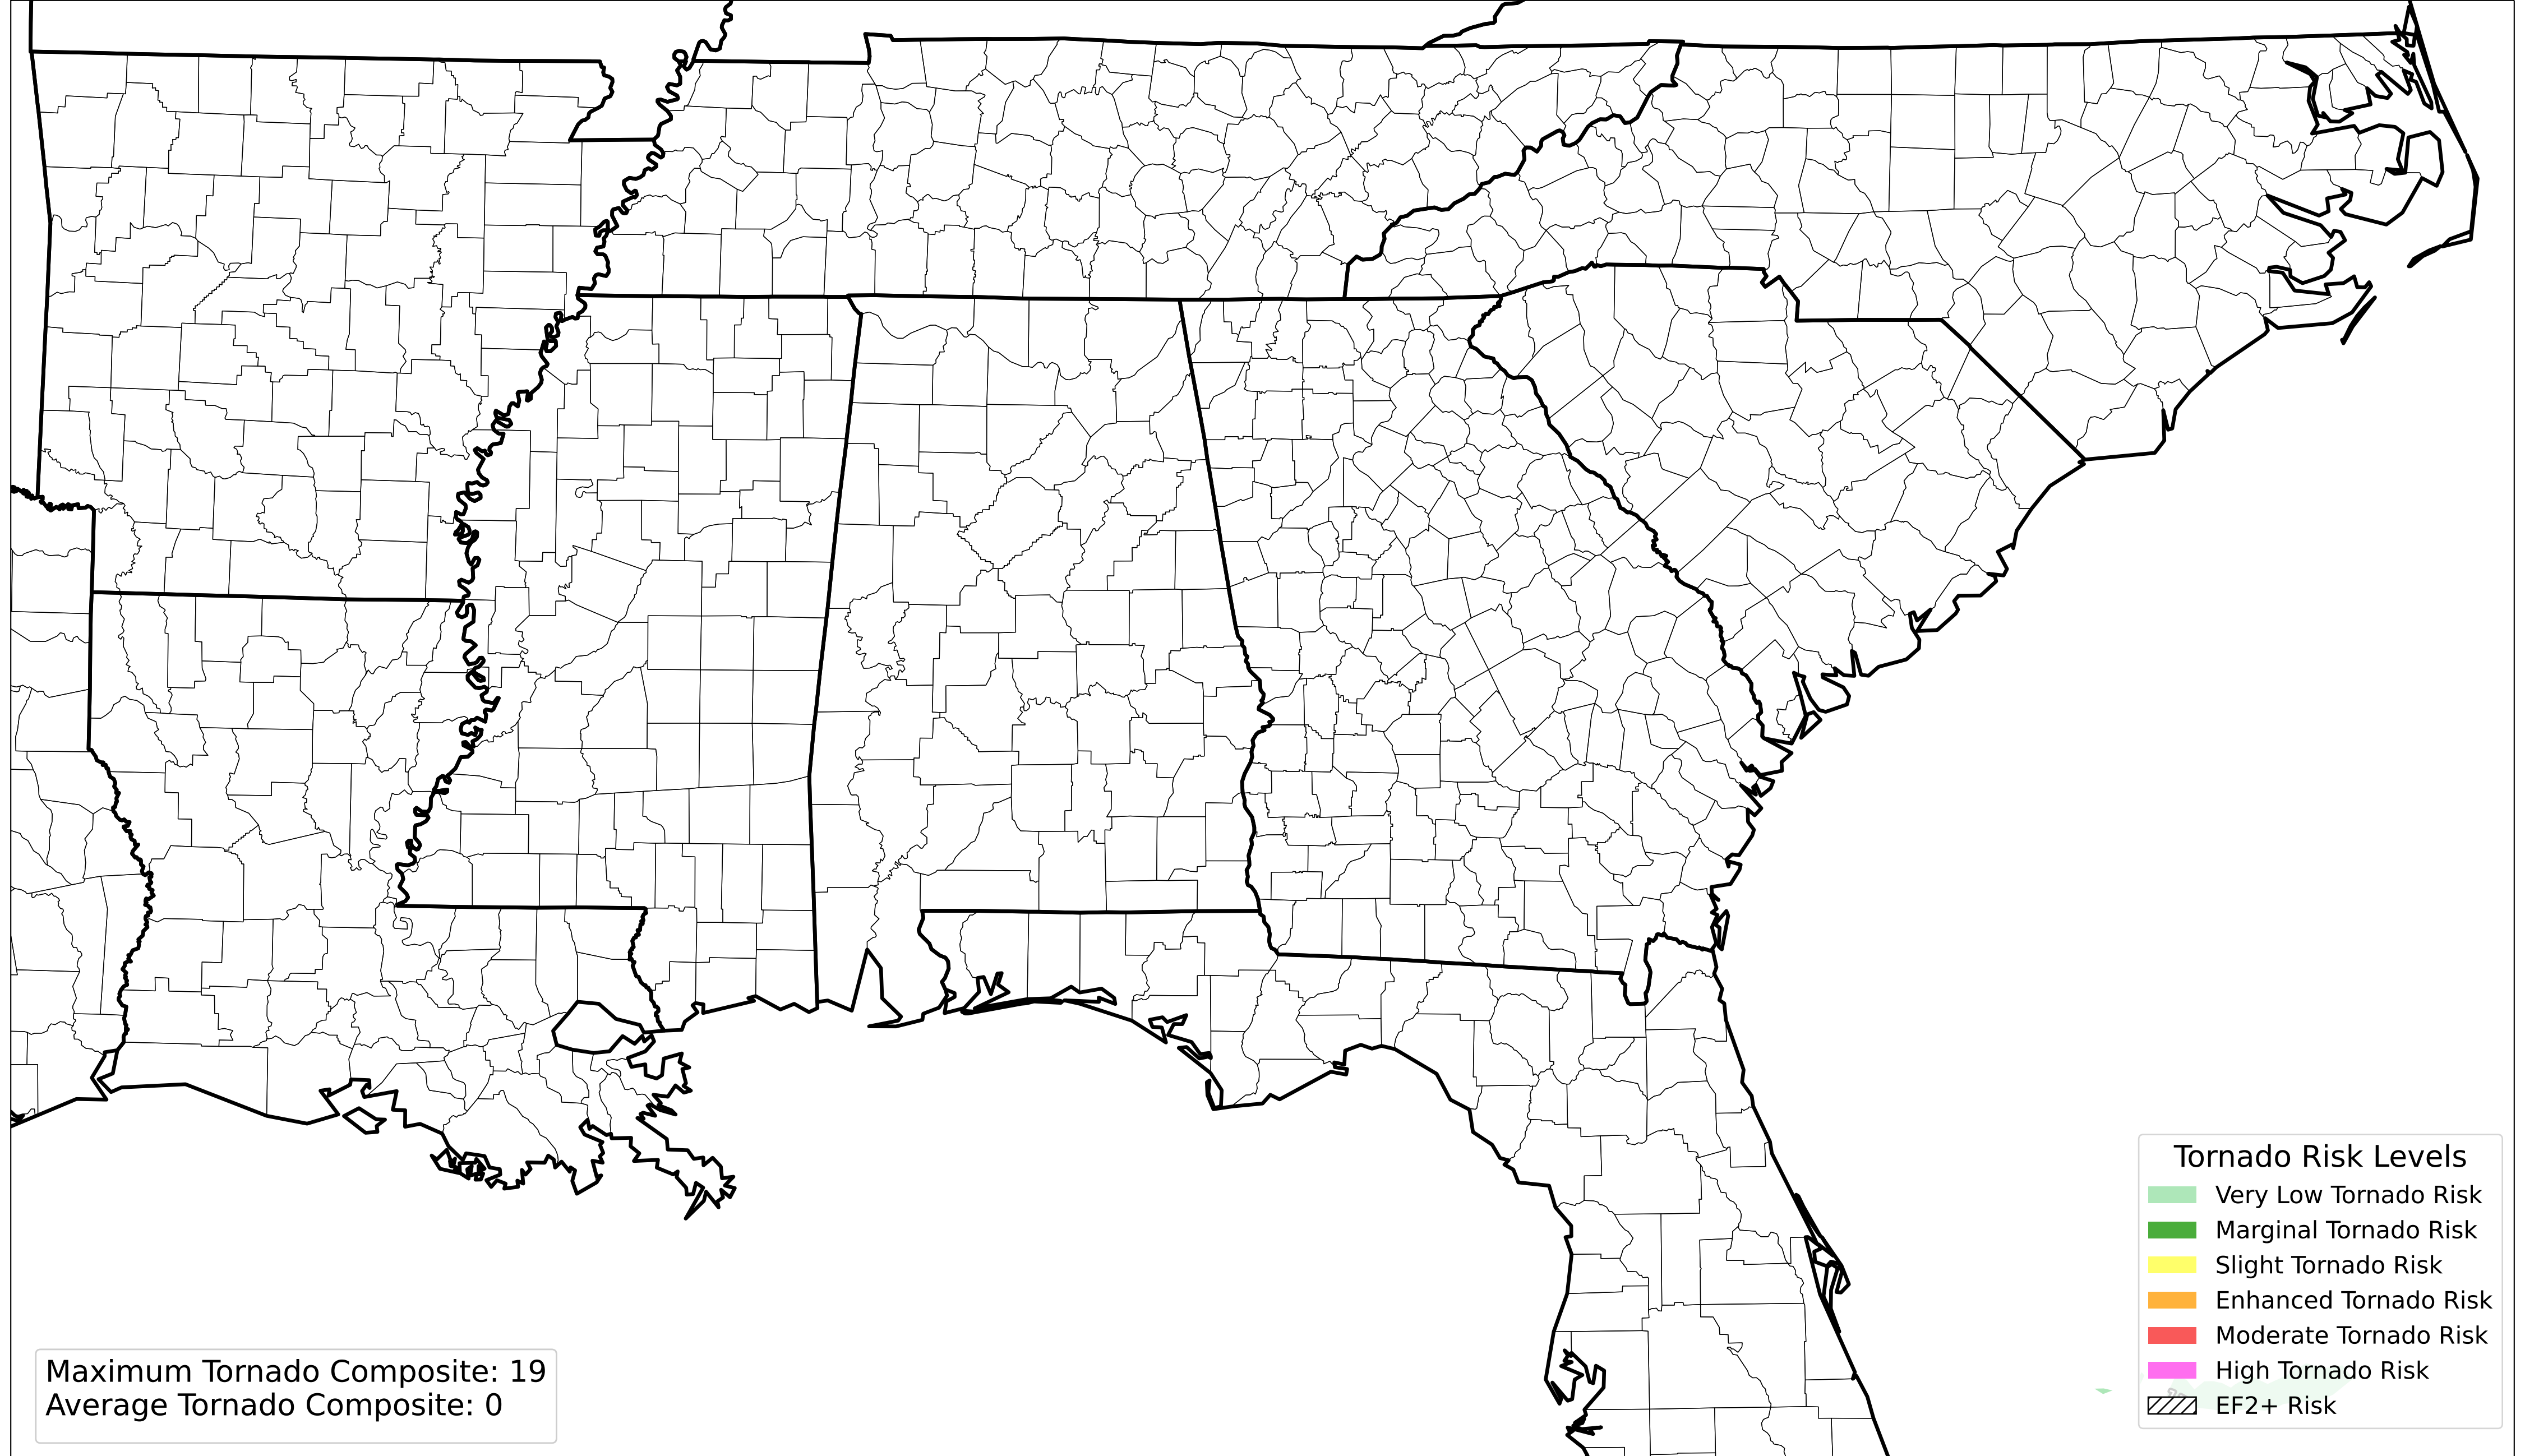 Tornado Risk Levels
Very Low Tornado Risk
Marginal Tornado Risk
Slight Tornado Risk
Enhanced Tornado Risk
Moderate Tornado Risk
High Tornado Risk
EF2+ Risk
Maximum Tornado Composite: 19
Average Tornado Composite: 0